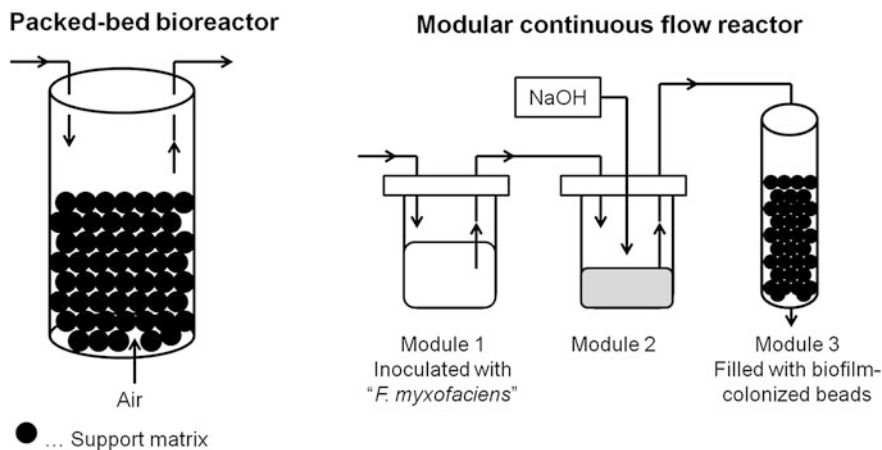 Packed-bed bioreactor
Air
● ... Support matrix
Modular continuous flow reactor
NaOH
Module 1
Inoculated with
"F. myxofaciens"
Module 2
Module 3
Filled with biofilm-
colonized beads